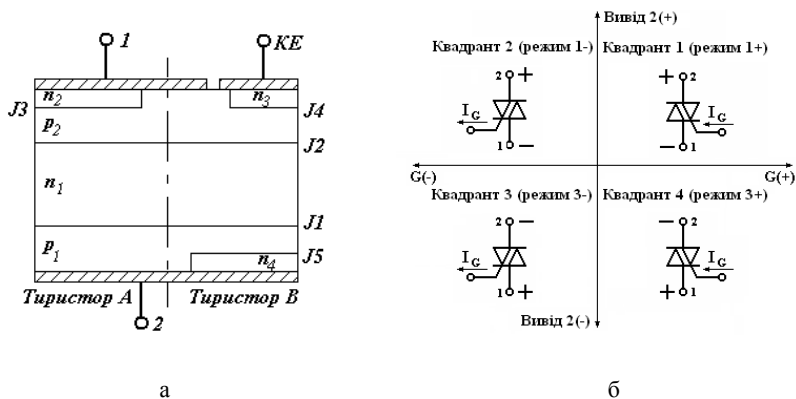 1
KE
J3
n2
n3
J4
p2
J2
n1
J1
p1
n4
J5
Тиристор А
Тиристор В
2
а
Вивід 2(+)
Квадрант 2 (режим 1-)
Квадрант 1 (режим 1+)
2 +
+ 2
IG
IG
1 −
− 1
G(-)
G(+)
Квадрант 3 (режим 3-)
Квадрант 4 (режим 3+)
2 −
− 2
IG
IG
1 +
+ 1
Вивід 2(-)
б